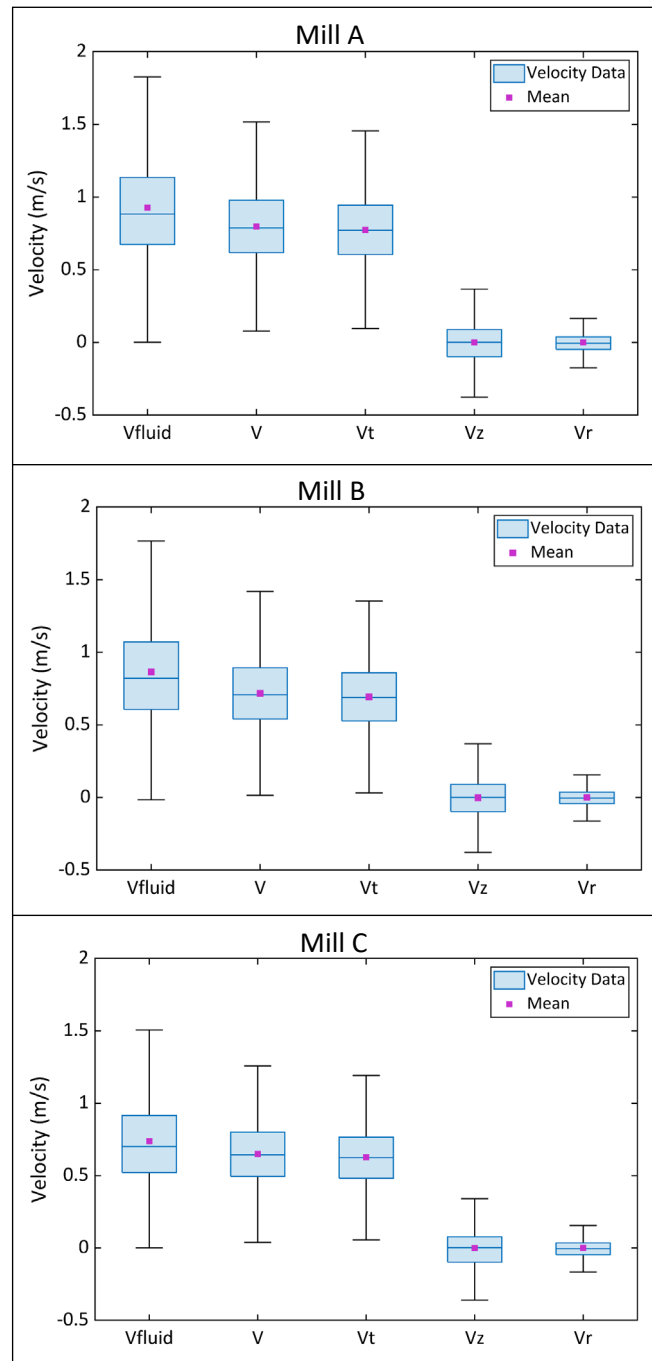 Mill A
Velocity (m/s)
2
1.5
1
0.5
0
-0.5
Velocity Data
Mean
Vfluid V Vt Vz Vr
Mill B
Velocity (m/s)
2
1.5
1
0.5
0
-0.5
Velocity Data
Mean
Vfluid V Vt Vz Vr
Mill C
Velocity (m/s)
2
1.5
1
0.5
0
-0.5
Velocity Data
Mean
Vfluid V Vt Vz Vr